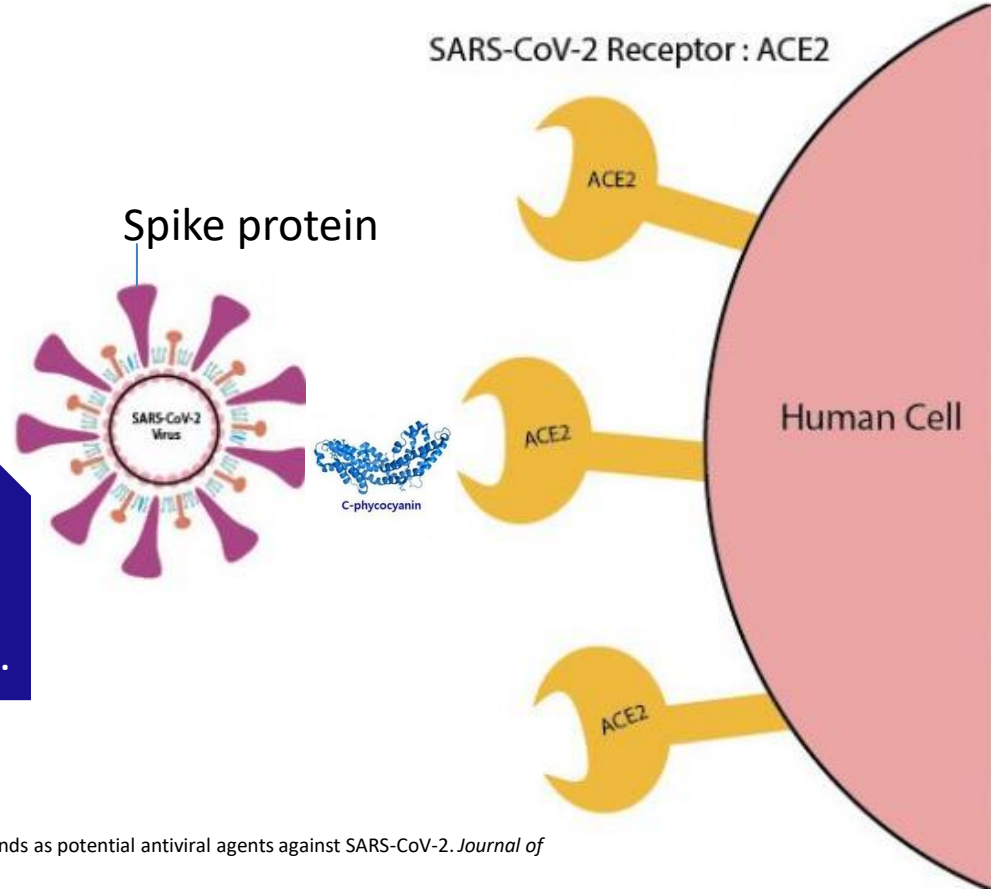 SARS-CoV-2 Receptor : ACE2
ACE2
Spike protein
SARS-CoV-2
Virus
C-phycocyanin
ACE2
Human Cell
.
ACE2
nds as potential antiviral agents against SARS-CoV-2. Journal of